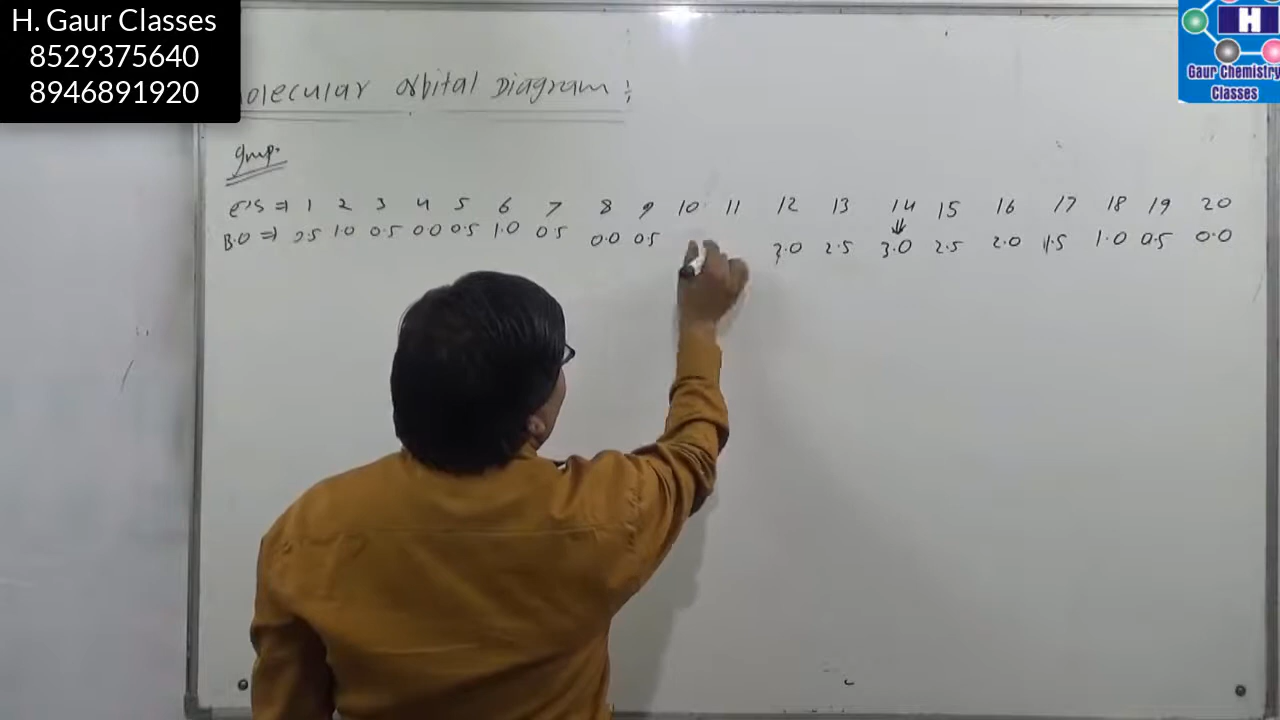 H. Gaur Classes
8529375640
8946891920
H
Gaur Chemistry
Classes
olecular orbital Diagram :
Imp.
e's ⇒ 1 2 3 4 5 6 7 8 9 10 11 12 13 14 15 16 17 18 19 20
B.O ⇒ 0.5 1.0 0.5 0.0 0.5 1.0 0.5 0.0 0.5 3.0 2.5 3.0 2.5 2.0 1.5 1.0 0.5 0.0